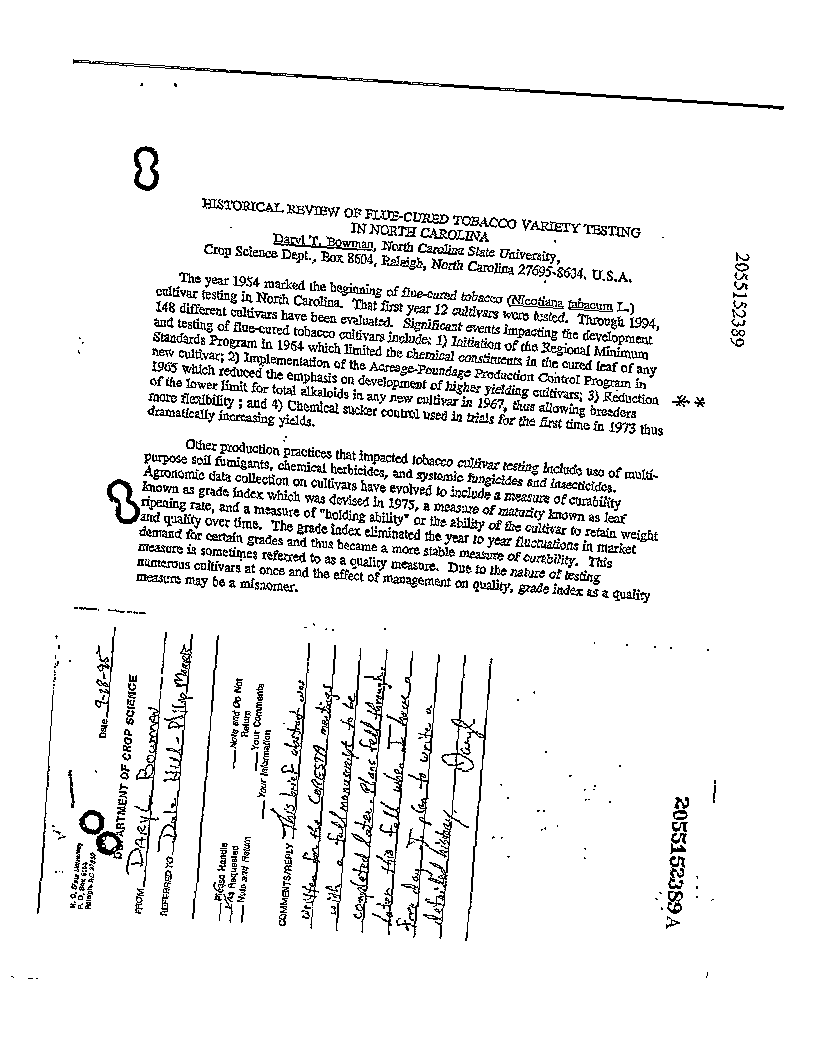 HISTORICAL REVIEW OF FLUE-CURED TOBACCO VARIETY TESTING
IN NORTH CAROLINA
Daryl T. Bowman, North Carolina State University,
Crop Science Dept., Box 8604, Raleigh, North Carolina 27695-8634, U.S.A.
The year 1954 marked the beginning of flue-cured tobacco (Nicotiana tabacum L.)
cultivar testing in North Carolina. That first year 12 cultivars were tested. Through 1994,
148 different cultivars have been evaluated. Significant events impacting the development
and testing of flue-cured tobacco cultivars include: 1) Initiation of the Regional Minimum
Standards Program in 1964 which limited the chemical constituents in the cured leaf of any
new cultivar; 2) Implementation of the Acreage-Poundage Production Control Program in
1965 which reduced the emphasis on development of higher yielding cultivars; 3) Reduction
of the lower limit for total alkaloids in any new cultivar in 1967, thus allowing breeders
more flexibility ; and 4) Chemical sucker control used in trials for the first time in 1973 thus
dramatically increasing yields.
Other production practices that impacted tobacco cultivar testing include use of multi-
purpose soil fumigants, chemical herbicides, and systemic fungicides and insecticides.
Agronomic data collection on cultivars have evolved to include a measure of curability
known as grade index which was devised in 1975, a measure of maturity known as leaf
ripening rate, and a measure of "holding ability" or the ability of the cultivar to retain weight
and quality over time. The grade index eliminated the year to year fluctuations in market
demand for certain grades and thus became a more stable measure of curability. This
measure is sometimes referred to as a quality measure. Due to the nature of testing
numerous cultivars at once and the effect of management on quality, grade index as a quality
measure may be a misnomer.
2055152389
N. C. State University
P. O. Box
Raleigh NC
Date 9-28-95
DEPARTMENT OF CROP SCIENCE
FROM DARYL BOWMAN
REFERRED TO Dale Hill - Philip Morris
Please Handle
As Requested
Note and Return
Note and Do Not
Return
Your Comments
Your Information
COMMENTS/REPLY This brief abstract was
written for the CORESTA meetings
with a full manuscript to be
completed later. Plans fell through.
Later this fall when I have a
free day I plan to write a
detailed history
Daryl
2055152389A